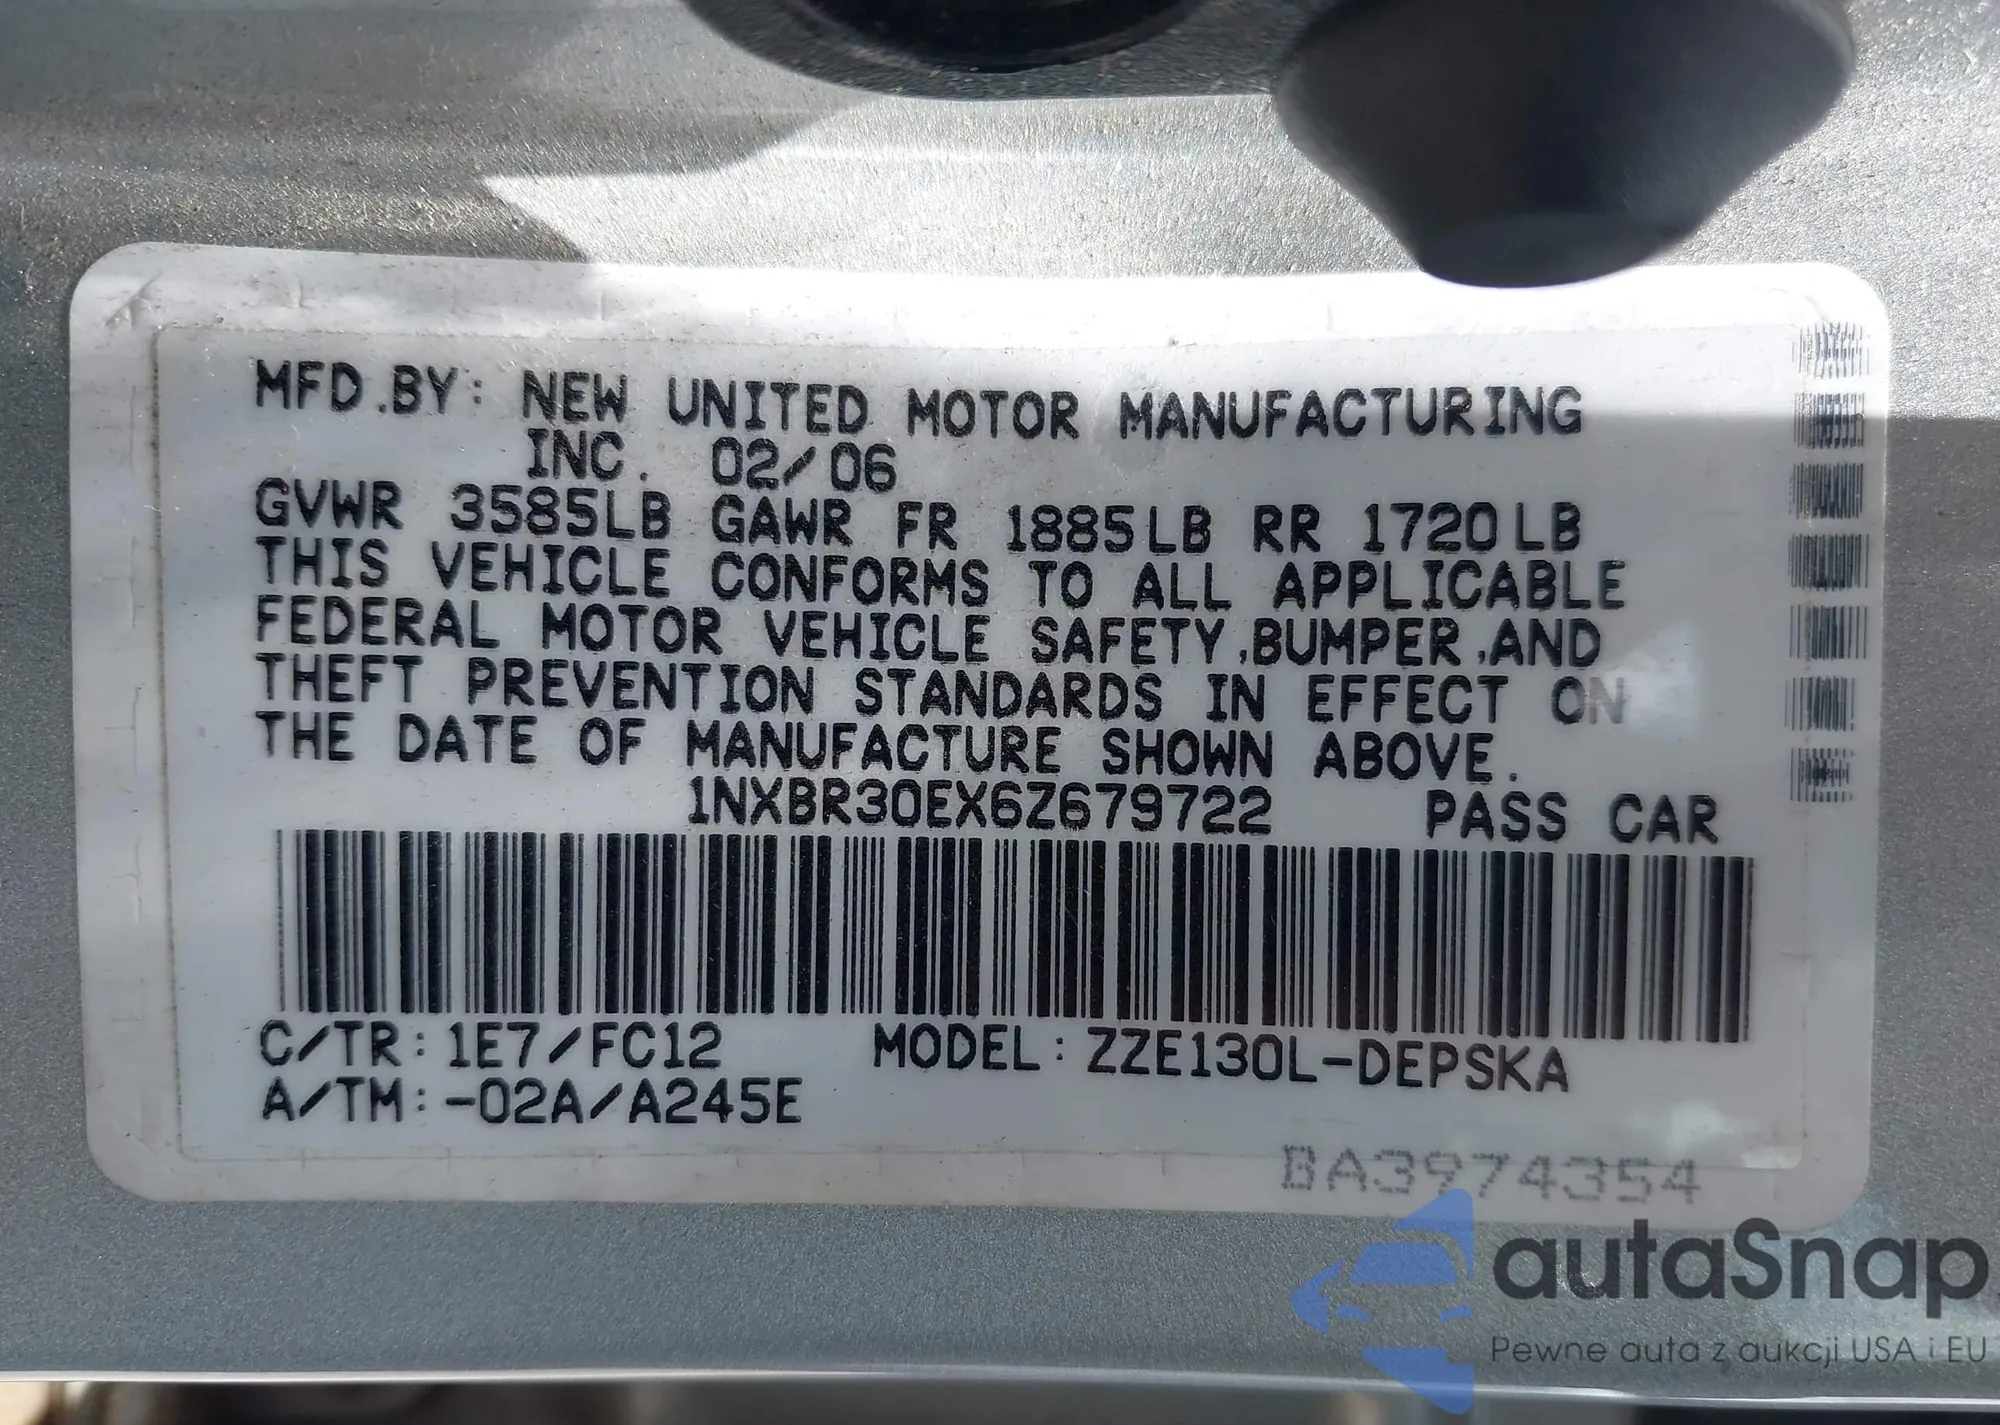 MFD.BY: NEW UNITED MOTOR MANUFACTURING
INC. 02/06
GVWR 3585LB GAWR FR 1885LB RR 1720LB
THIS VEHICLE CONFORMS TO ALL APPLICABLE
FEDERAL MOTOR VEHICLE SAFETY,BUMPER,AND
THEFT PREVENTION STANDARDS IN EFFECT ON
THE DATE OF MANUFACTURE SHOWN ABOVE.
1NXBR30EX6Z679722 PASS CAR
C/TR: 1E7/FC12 MODEL: ZZE130L-DEPSKA
A/TM: -02A/A245E
BA3974354
autaSnap
Pewne auta z aukcji USA i EU